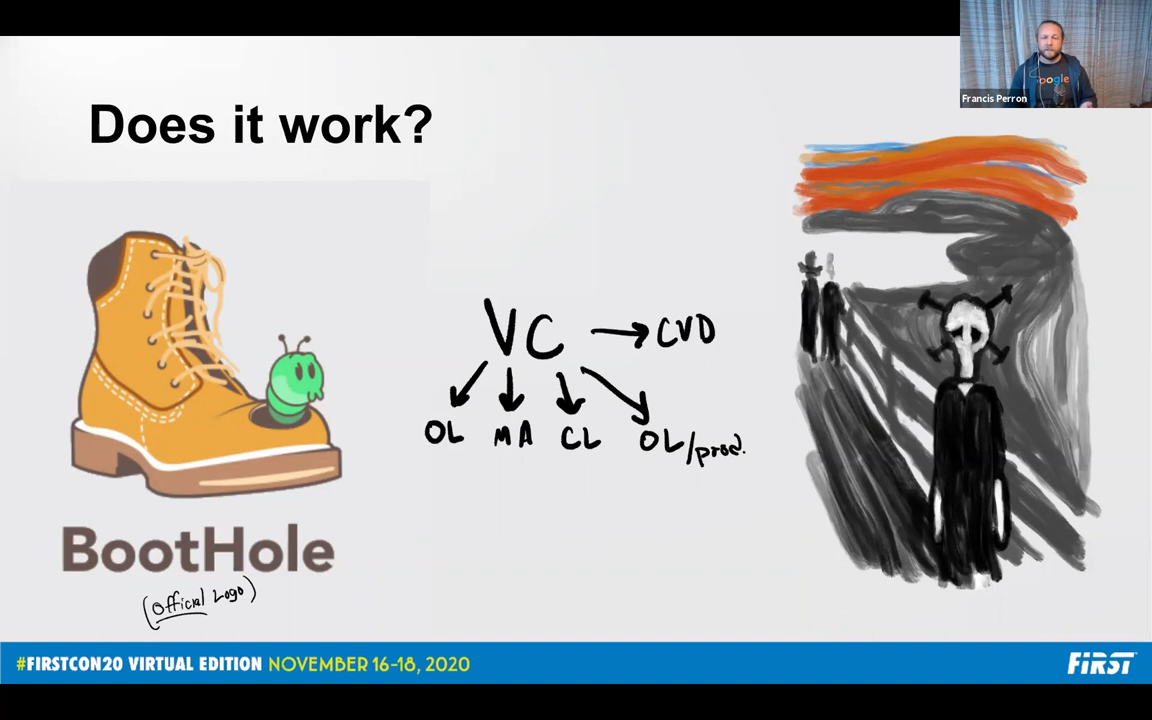 Google
Francis Perron
Does it work?
VC → CVD
OL MA CL OL/prod.
BootHole
(Official Logo)
#FIRSTCON20 VIRTUAL EDITION NOVEMBER 16-18, 2020
FIRST